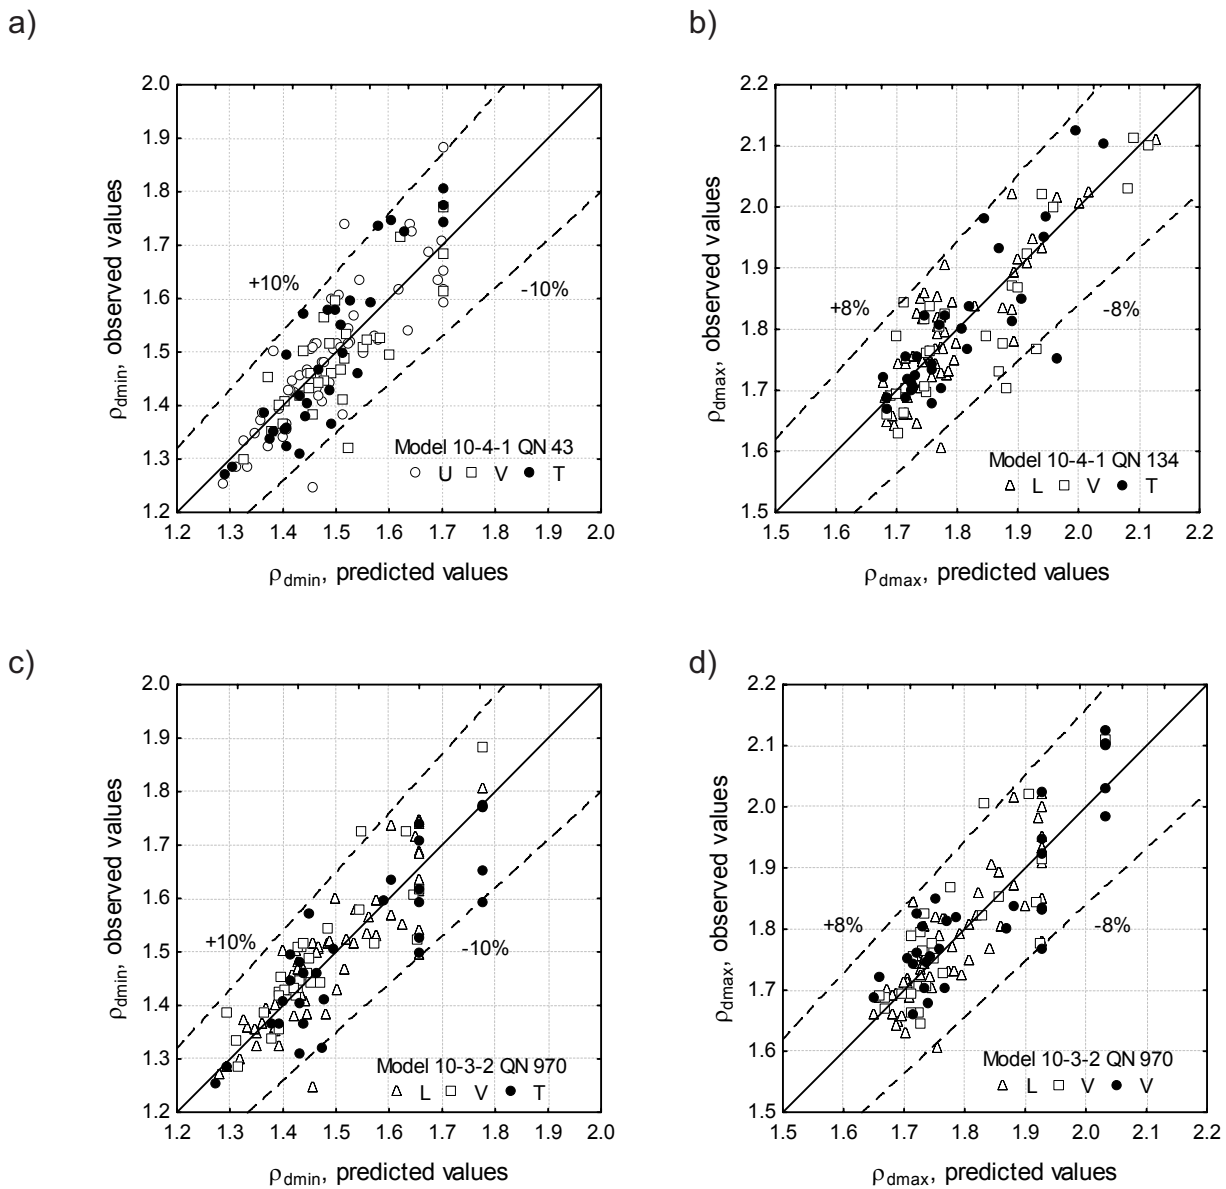 a)
2.0
1.9
1.8
1.7
1.6
1.5
1.4
1.3
1.2
ρdmin, observed values
+10%
-10%
Model 10-4-1 QN 43
U V T
1.2 1.3 1.4 1.5 1.6 1.7 1.8 1.9 2.0
ρdmin, predicted values
b)
2.2
2.1
2.0
1.9
1.8
1.7
1.6
1.5
ρdmax, observed values
+8%
-8%
Model 10-4-1 QN 134
L V T
1.5 1.6 1.7 1.8 1.9 2.0 2.1 2.2
ρdmax, predicted values
c)
2.0
1.9
1.8
1.7
1.6
1.5
1.4
1.3
1.2
ρdmin, observed values
+10%
-10%
Model 10-3-2 QN 970
L V T
1.2 1.3 1.4 1.5 1.6 1.7 1.8 1.9 2.0
ρdmin, predicted values
d)
2.2
2.1
2.0
1.9
1.8
1.7
1.6
1.5
ρdmax, observed values
+8%
-8%
Model 10-3-2 QN 970
L V V
1.5 1.6 1.7 1.8 1.9 2.0 2.1 2.2
ρdmax, predicted values